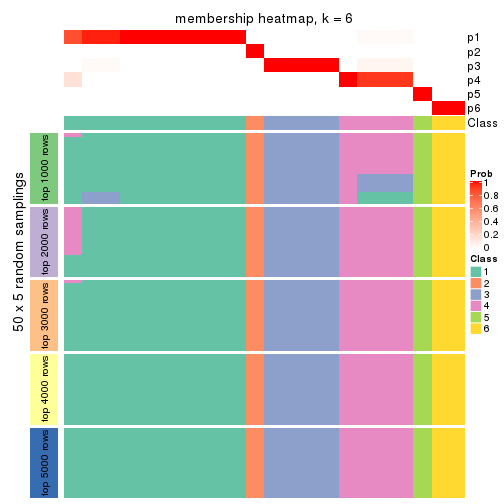 membership heatmap, k = 6
p1
p2
p3
p4
p5
p6
Class
50 x 5 random samplings
top 1000 rows
top 2000 rows
top 3000 rows
top 4000 rows
top 5000 rows
Prob
1
0.8
0.6
0.4
0.2
0
Class
1
2
3
4
5
6